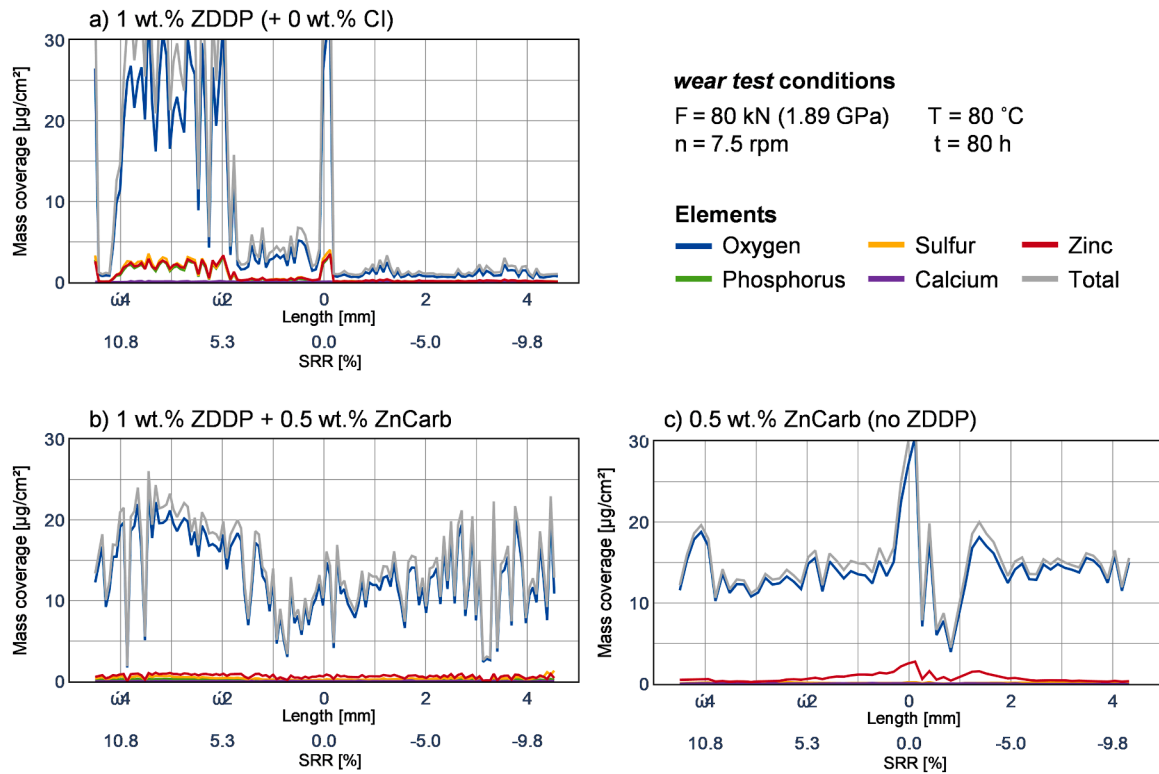 a) 1 wt.% ZDDP (+ 0 wt.% CI)
Mass coverage [µg/cm²]
30
20
10
0
ώ4 ώ2 0 2 4
Length [mm]
10.8 5.3 0.0 -5.0 -9.8
SRR [%]
wear test conditions
F = 80 kN (1.89 GPa) T = 80 °C
n = 7.5 rpm t = 80 h
Elements
Oxygen Sulfur Zinc
Phosphorus Calcium Total
b) 1 wt.% ZDDP + 0.5 wt.% ZnCarb
Mass coverage [µg/cm²]
30
20
10
0
ώ4 ώ2 0 2 4
Length [mm]
10.8 5.3 0.0 -5.0 -9.8
SRR [%]
c) 0.5 wt.% ZnCarb (no ZDDP)
Mass coverage [µg/cm²]
30
20
10
0
ώ4 ώ2 0 2 4
Length [mm]
10.8 5.3 0.0 -5.0 -9.8
SRR [%]